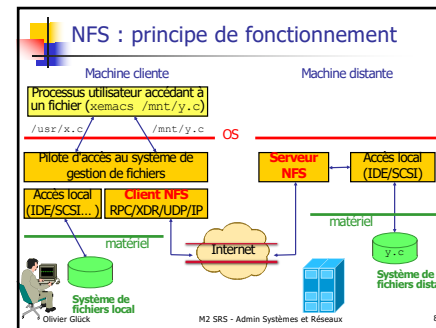 NFS : principe de fonctionnement
Machine cliente
Machine distante
Processus utilisateur accédant à
un fichier (xemacs /mnt/y.c)
/usr/x.c
/mnt/y.c
OS
Pilote d'accès au système de
gestion de fichiers
Serveur
NFS
Accès local
(IDE/SCSI)
Accès local
(IDE/SCSI... )
Client NFS
RPC/XDR/UDP/IP
matériel
matériel
Internet
y.c
Système de
fichiers local
Système de
fichiers dista
Olivier Glück
M2 SRS - Admin Systèmes et Réseaux
8